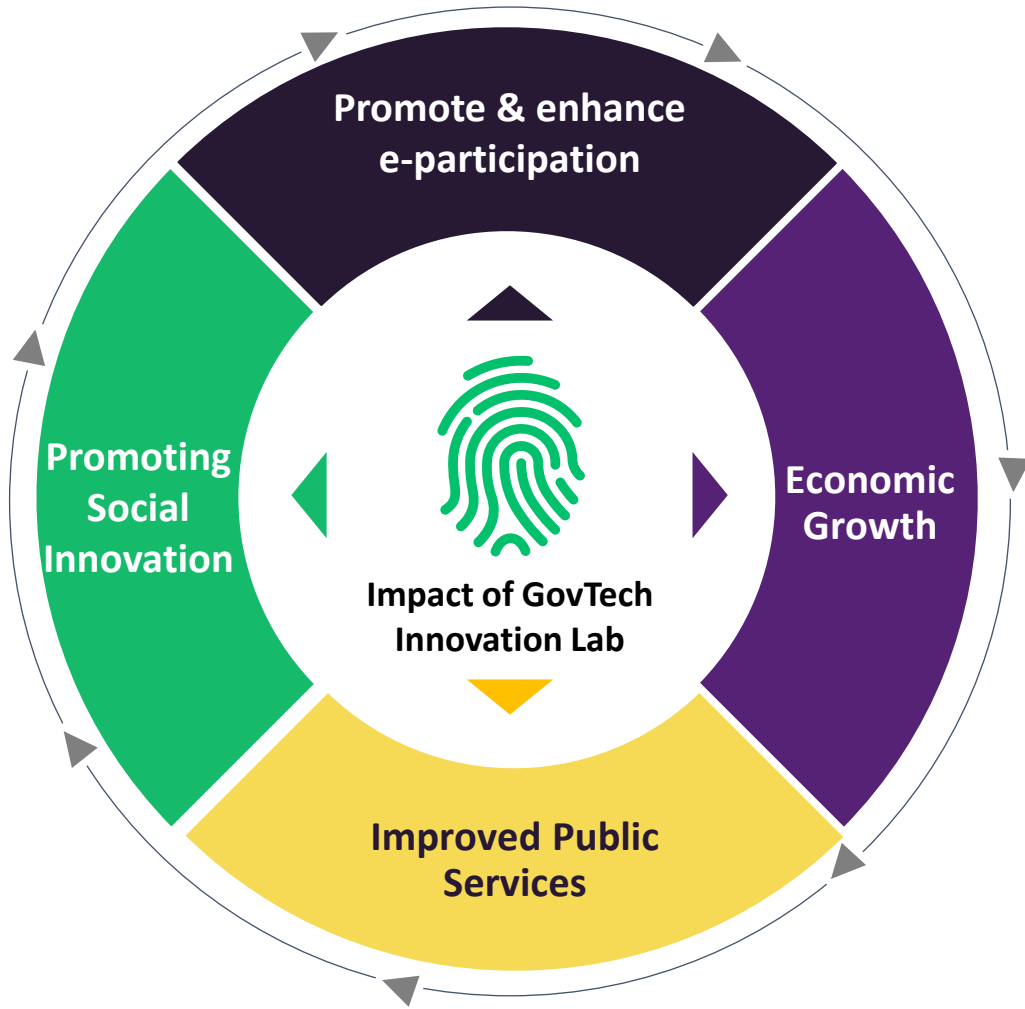 Promote & enhance
e-participation
Promoting
Social
Innovation
Economic
Growth
Impact of GovTech
Innovation Lab
Improved Public
Services